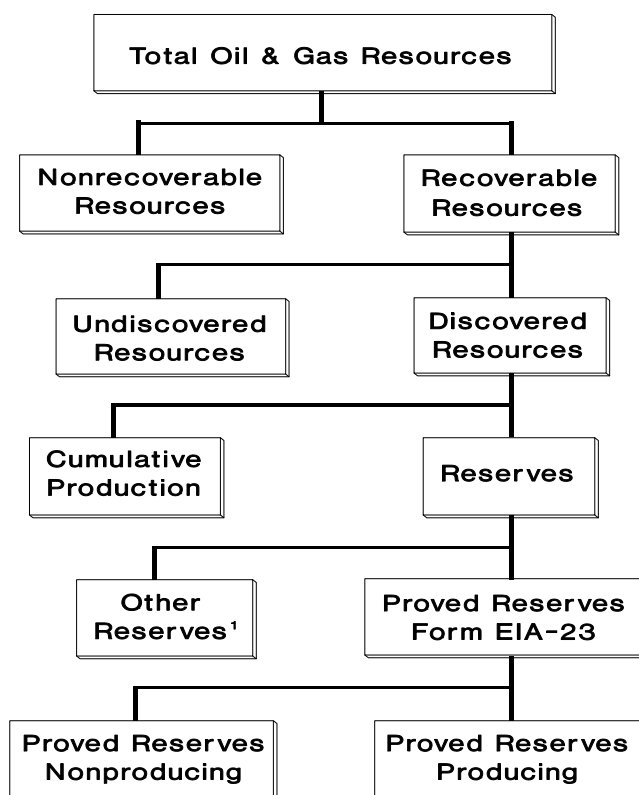 Total Oil & Gas Resources
Nonrecoverable
Resources
Recoverable
Resources
Undiscovered
Resources
Discovered
Resources
Cumulative
Production
Reserves
Other
Reserves¹
Proved Reserves
Form EIA-23
Proved Reserves
Nonproducing
Proved Reserves
Producing